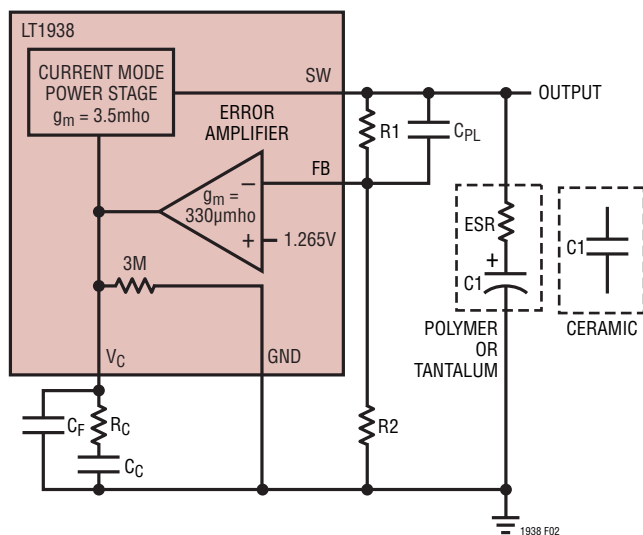 LT1938
CURRENT MODE
POWER STAGE
gm = 3.5mho
SW
OUTPUT
ERROR
AMPLIFIER
R1
CPL
FB
–
gm =
330µmho
+
1.265V
ESR
+
C1
C1
3M
POLYMER
OR
TANTALUM
CERAMIC
VC
GND
CF
RC
R2
CC
1938 F02